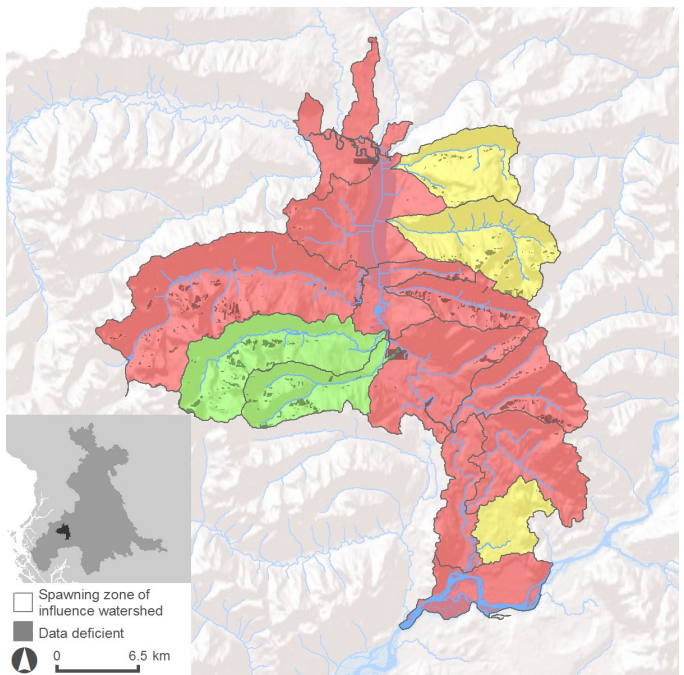 Spawning zone of
influence watershed
Data deficient
0 6.5 km